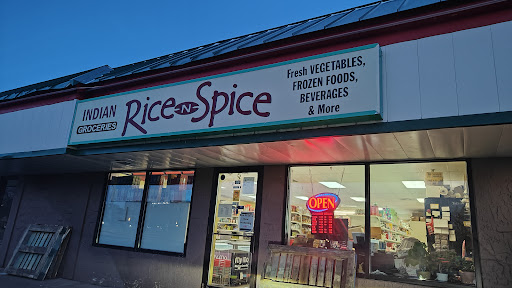 INDIAN
GROCERIES
Rice-N-Spice
Fresh VEGETABLES,
FROZEN FOODS,
BEVERAGES
& More
OPEN